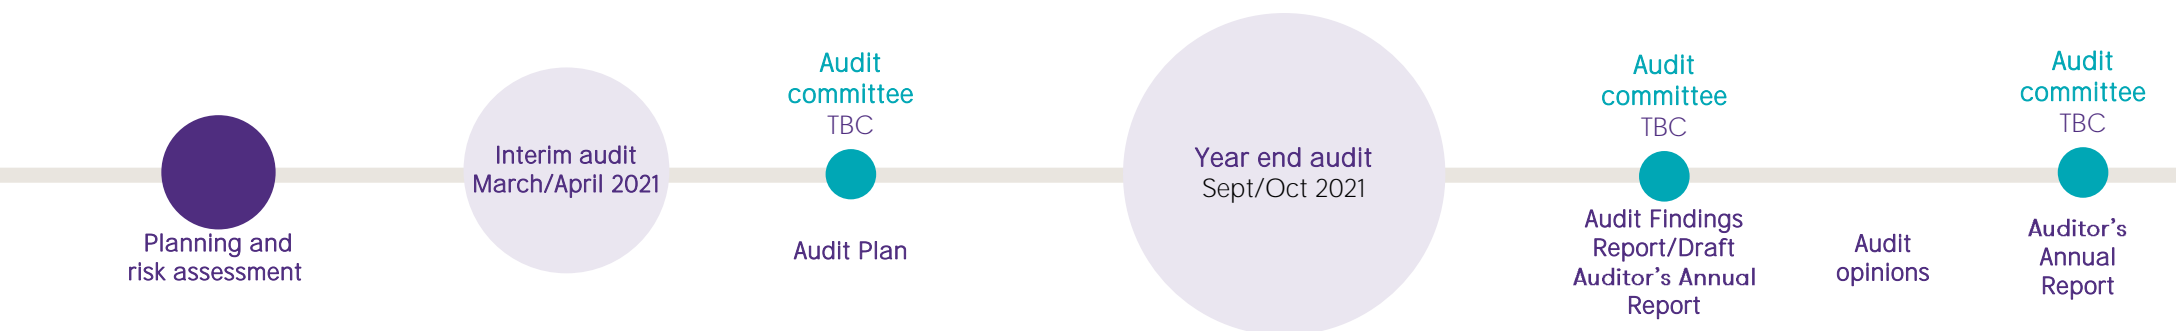 Planning and
risk assessment
Interim audit
March/April 2021
Audit
committee
TBC
Audit Plan
Year end audit
Sept/Oct 2021
Audit
committee
TBC
Audit Findings
Report/Draft
Auditor’s Annual
Report
Audit
opinions
Audit
committee
TBC
Auditor’s
Annual
Report